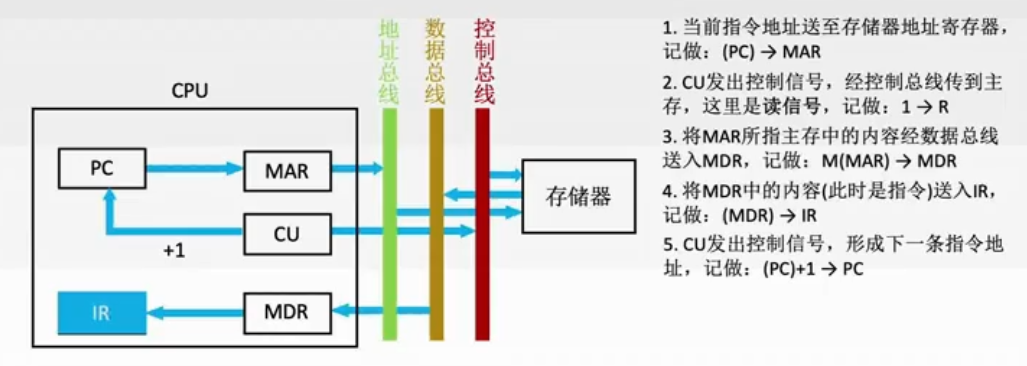 地址总线
数据总线
控制总线
CPU
PC
MAR
CU
+1
IR
MDR
存储器
1. 当前指令地址送至存储器地址寄存器，
记做：(PC) → MAR
2. CU发出控制信号，经控制总线传到主
存，这里是读信号，记做：1 → R
3. 将MAR所指主存中的内容经数据总线
送入MDR，记做：M(MAR) → MDR
4. 将MDR中的内容(此时是指令)送入IR，
记做：(MDR) → IR
5. CU发出控制信号，形成下一条指令地
址，记做：(PC)+1 → PC